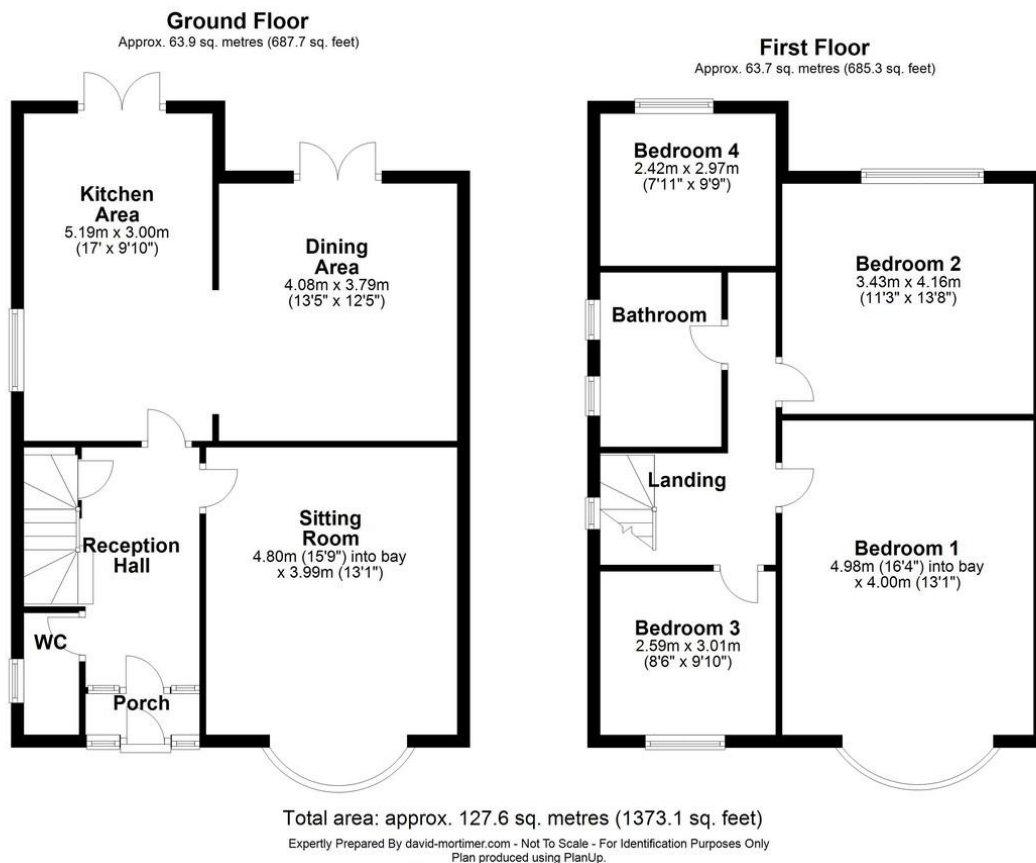 Ground Floor
Approx. 63.9 sq. metres (687.7 sq. feet)
Kitchen
Area
5.19m x 3.00m
(17' x 9'10")
Dining
Area
4.08m x 3.79m
(13'5" x 12'5")
Sitting
Room
4.80m (15'9") into bay
x 3.99m (13'1")
Reception
Hall
WC
Porch
First Floor
Approx. 63.7 sq. metres (685.3 sq. feet)
Bedroom 4
2.42m x 2.97m
(7'11" x 9'9")
Bedroom 2
3.43m x 4.16m
(11'3" x 13'8")
Bathroom
Landing
Bedroom 1
4.98m (16'4") into bay
x 4.00m (13'1")
Bedroom 3
2.59m x 3.01m
(8'6" x 9'10")
Total area: approx. 127.6 sq. metres (1373.1 sq. feet)
Expertly Prepared By david-mortimer.com - Not To Scale - For Identification Purposes Only
Plan produced using PlanUp.